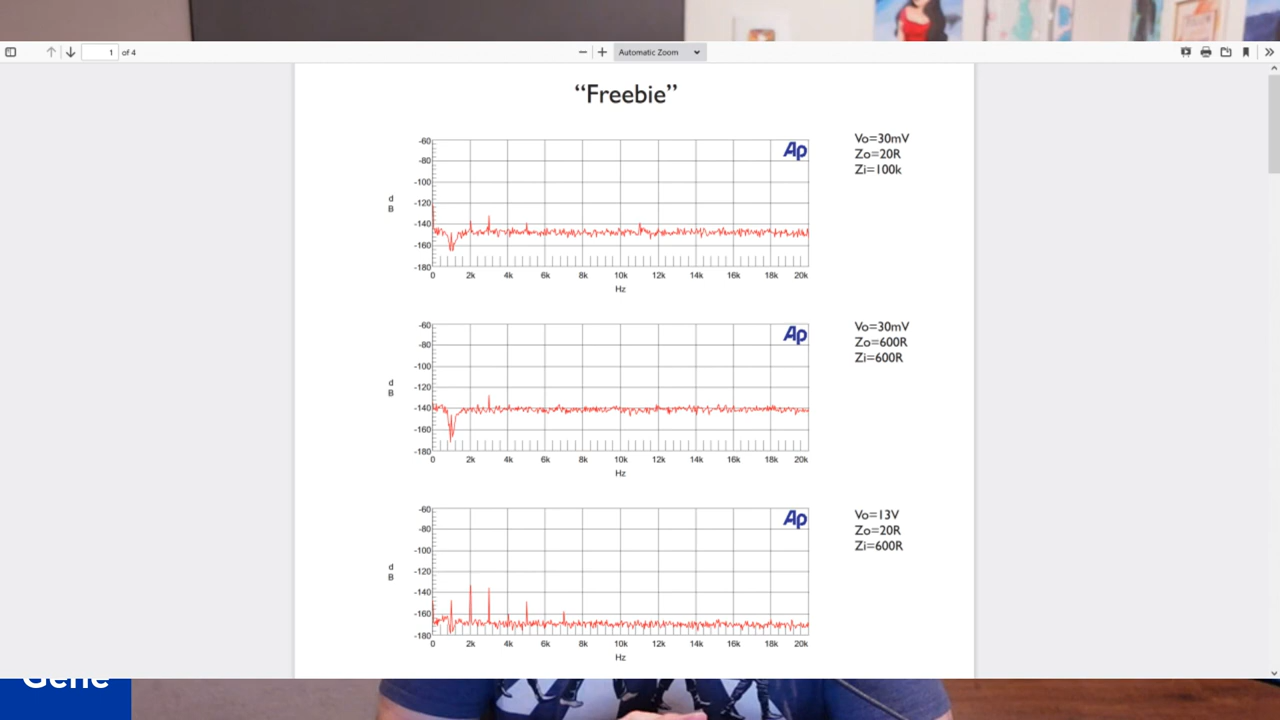 1 of 4
Automatic Zoom
“Freebie”
Ap
-60
-80
-100
-120
-140
-160
-180
d
B
0 2k 4k 6k 8k 10k 12k 14k 16k 18k 20k
Hz
Vo=30mV
Zo=20R
Zi=100k
Ap
-60
-80
-100
-120
-140
-160
-180
d
B
0 2k 4k 6k 8k 10k 12k 14k 16k 18k 20k
Hz
Vo=30mV
Zo=600R
Zi=600R
Ap
-60
-80
-100
-120
-140
-160
-180
d
B
0 2k 4k 6k 8k 10k 12k 14k 16k 18k 20k
Hz
Vo=13V
Zo=20R
Zi=600R
Gene